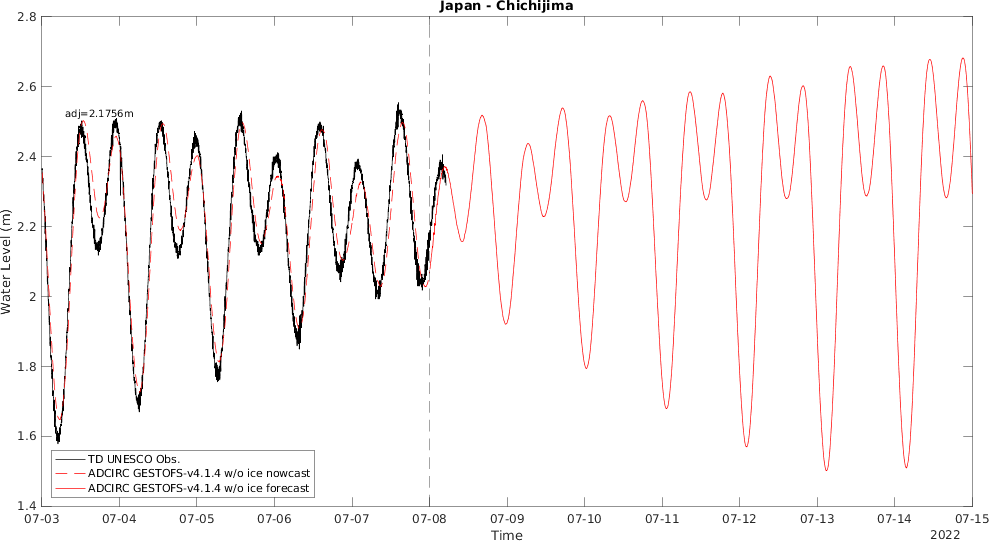 Japan - Chichijima
2.8
2.6
2.4
2.2
2
1.8
1.6
1.4
Water Level (m)
adj=2.1756m
TD UNESCO Obs.
ADCIRC GESTOFS-v4.1.4 w/o ice nowcast
ADCIRC GESTOFS-v4.1.4 w/o ice forecast
07-03 07-04 07-05 07-06 07-07 07-08 07-09 07-10 07-11 07-12 07-13 07-14 07-15
Time
2022